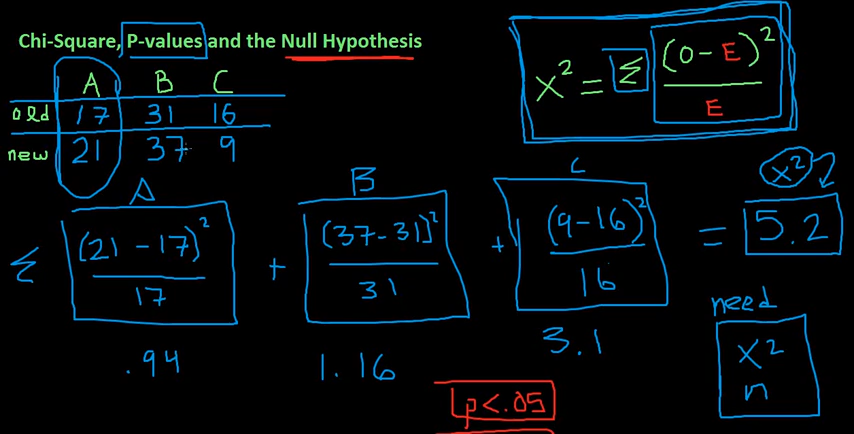 Chi-Square, P-values and the Null Hypothesis
X² = Σ (O-E)² / E
A B C
old 17 31 16
new 21 37 9
A B C x²
Σ (21-17)² / 17 + (37-31)² / 31 + (9-16)² / 16 = 5.2
.94 1.16 3.1
need
X²
n
p<.05